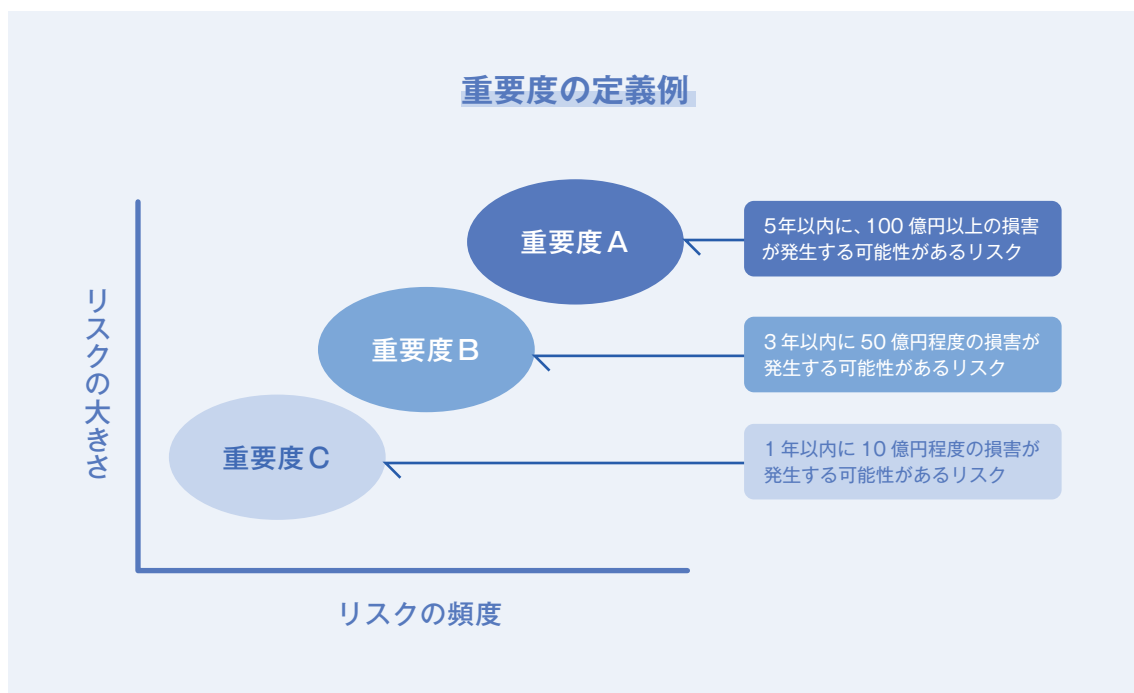 重要度の定義例
リスクの大きさ
重要度A
5年以内に、100 億円以上の損害
が発生する可能性があるリスク
重要度B
3 年以内に 50 億円程度の損害が
発生する可能性があるリスク
重要度C
1 年以内に 10 億円程度の損害が
発生する可能性があるリスク
リスクの頻度